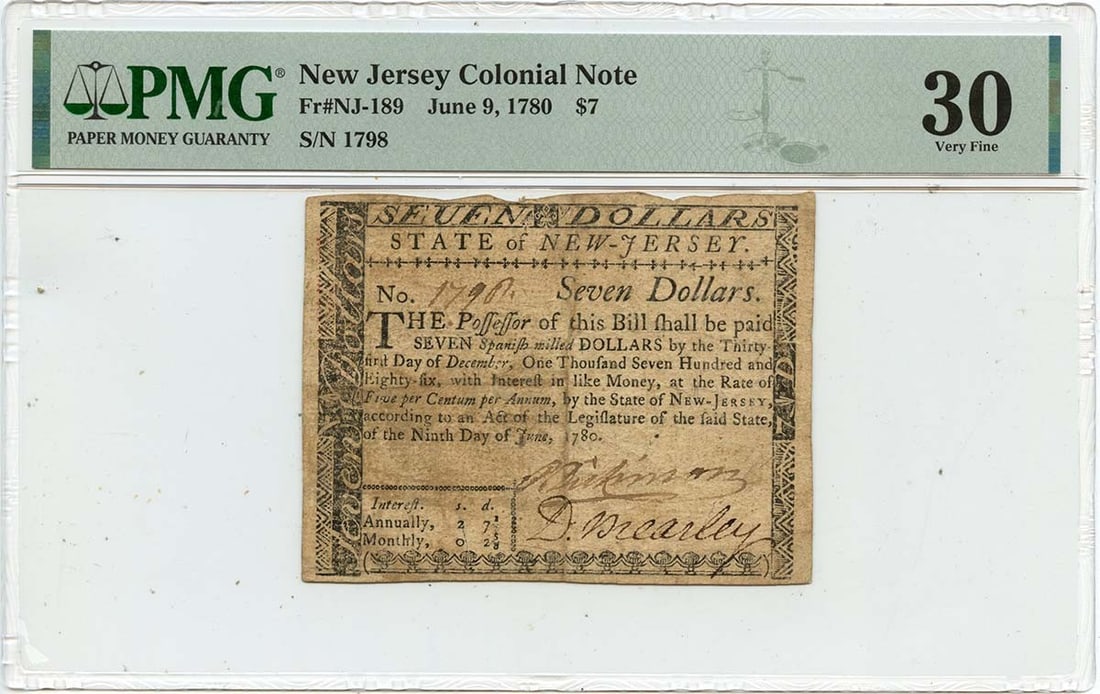 PMG®
PAPER MONEY GUARANTY
New Jersey Colonial Note
Fr#NJ-189 June 9, 1780 $7
S/N 1798
30
Very Fine
SEVEN DOLLARS
STATE of NEW-JERSEY.
No. 1798 Seven Dollars.
THE Poſſeſſor of this Bill ſhall be paid
SEVEN Spaniſh milled DOLLARS by the Thirty-
firſt Day of December, One Thouſand Seven Hundred and
Eighty-ſix, with Intereſt in like Money, at the Rate of
Five per Centum per Annum, by the State of NEW-JERSEY,
according to an Act of the Legiſlature of the ſaid State,
of the Ninth Day of June, 1780.
D. Brearley
Intereſt. s. d.
Annually, 2 7
Monthly, 0 2